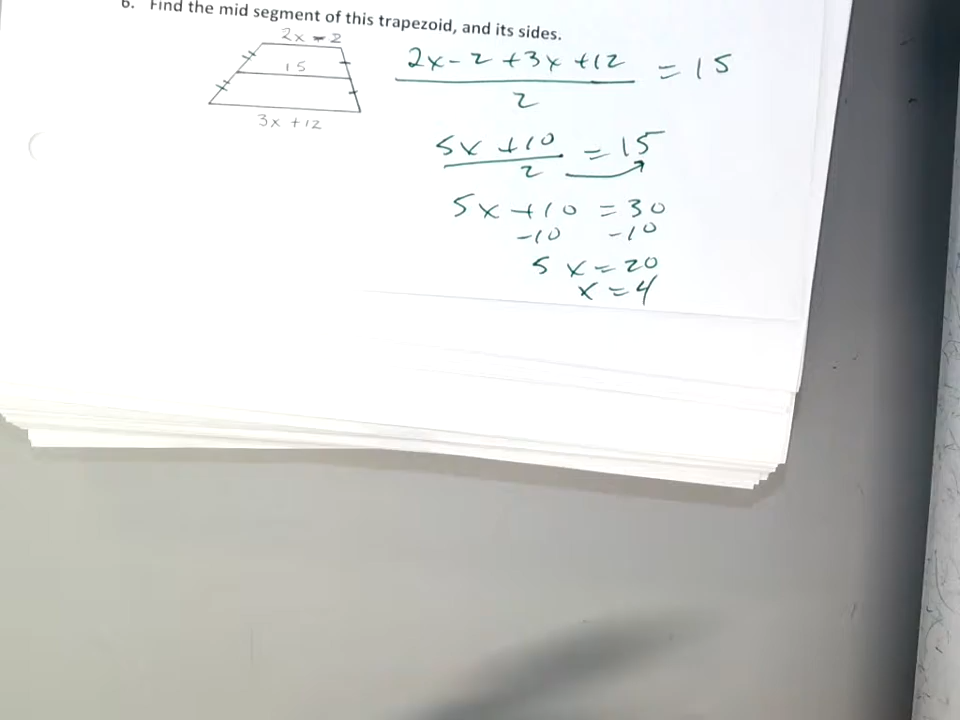 6. Find the mid segment of this trapezoid, and its sides.
2x - 2
15
3x + 12
2x - 2 + 3x + 12 = 15
2
5x + 10 = 15
2
5x + 10 = 30
-10 -10
5x = 20
x = 4